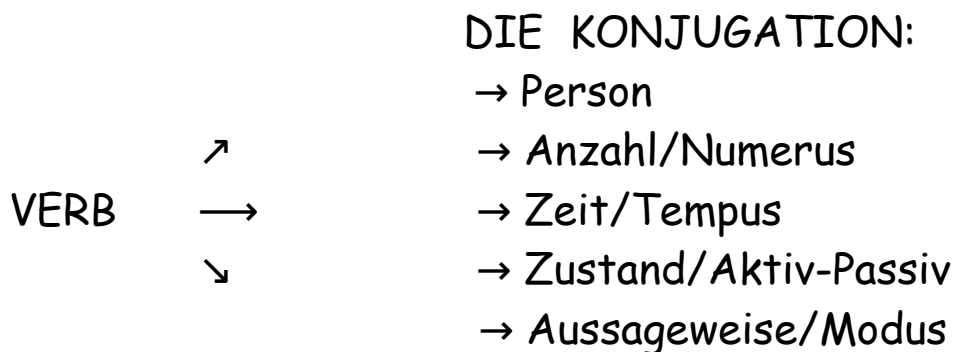 DIE KONJUGATION:
→ Person
↗ → Anzahl/Numerus
VERB ⟶ → Zeit/Tempus
↘ → Zustand/Aktiv-Passiv
→ Aussageweise/Modus